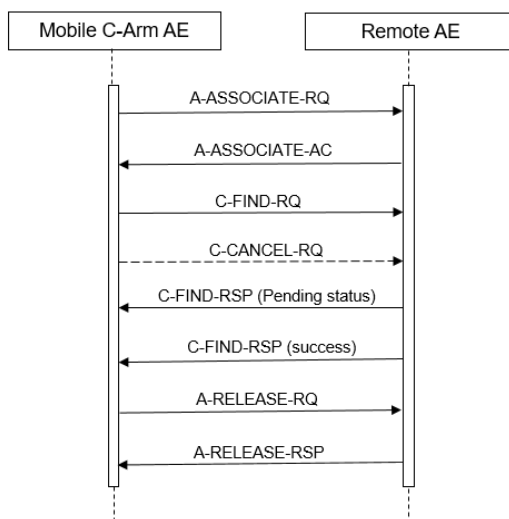 Mobile C-Arm AE
Remote AE
A-ASSOCIATE-RQ
A-ASSOCIATE-AC
C-FIND-RQ
C-CANCEL-RQ
C-FIND-RSP (Pending status)
C-FIND-RSP (success)
A-RELEASE-RQ
A-RELEASE-RSP